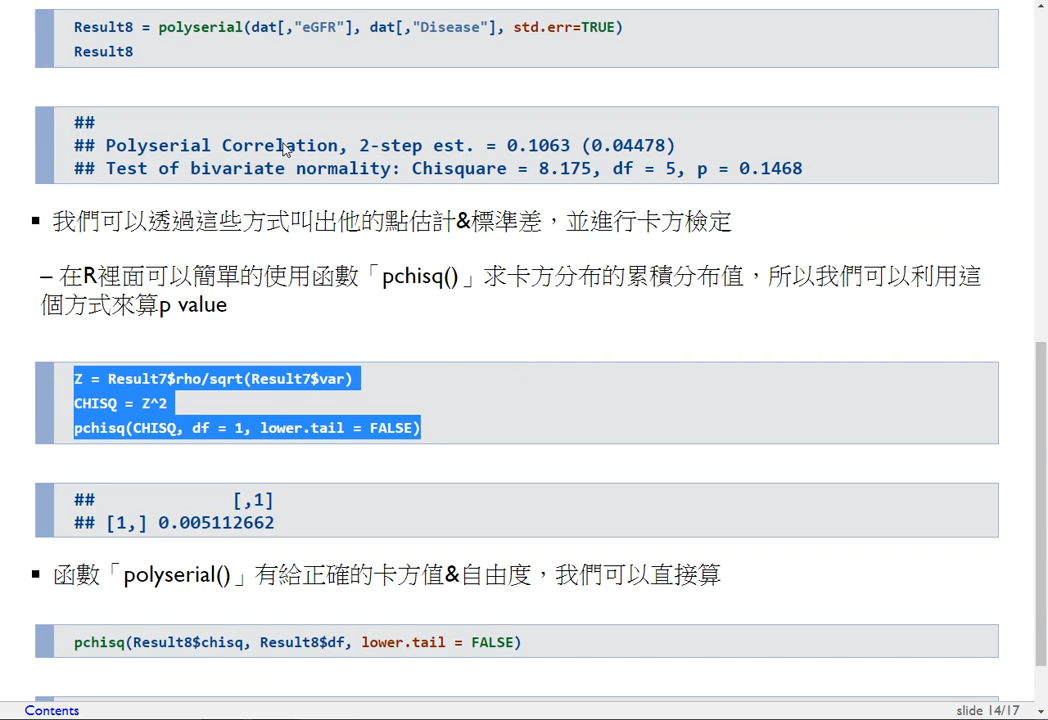 Result8 = polyserial(dat[,"eGFR"], dat[,"Disease"], std.err=TRUE)
Result8
##
## Polyserial Correlation, 2-step est. = 0.1063 (0.04478)
## Test of bivariate normality: Chisquare = 8.175, df = 5, p = 0.1468
▪ 我們可以透過這些方式叫出他的點估計&標準差，並進行卡方檢定
– 在R裡面可以簡單的使用函數「pchisq()」求卡方分布的累積分布值，所以我們可以利用這
個方式來算p value
Z = Result7$rho/sqrt(Result7$var)
CHISQ = Z^2
pchisq(CHISQ, df = 1, lower.tail = FALSE)
## [,1]
## [1,] 0.005112662
▪ 函數「polyserial()」有給正確的卡方值&自由度，我們可以直接算
pchisq(Result8$chisq, Result8$df, lower.tail = FALSE)
Contents
slide 14/17